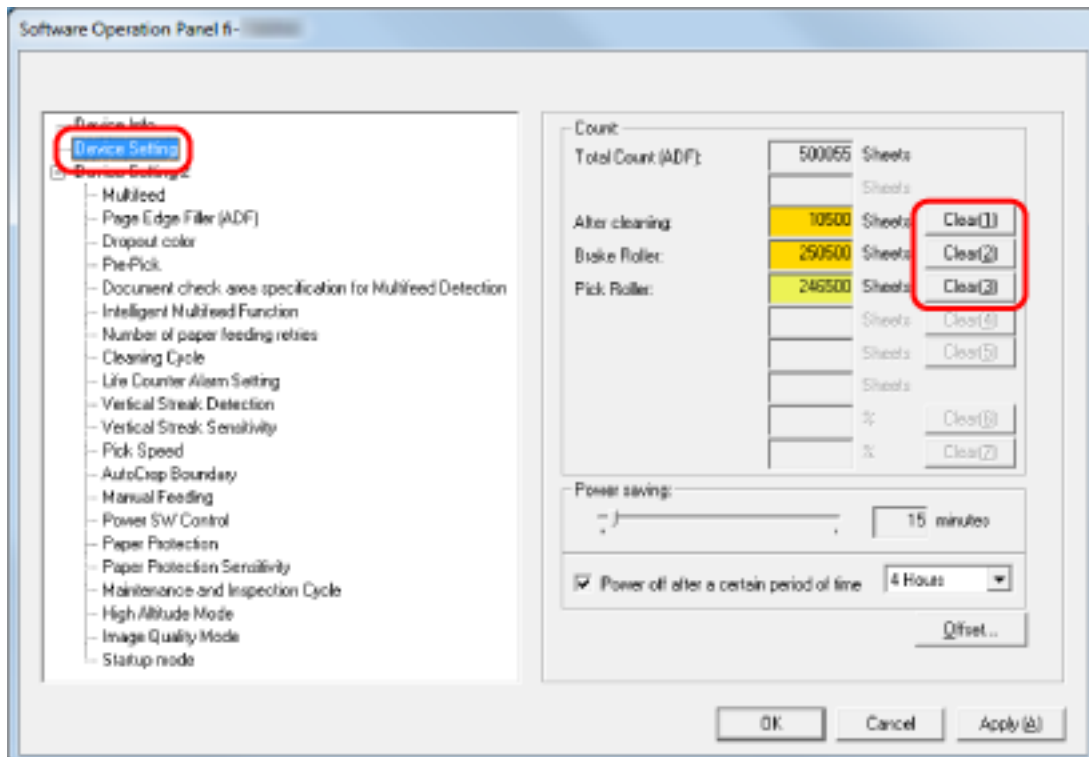 Software Operation Panel fi-
Device Info
Device Setting
Device Setting 2
Multifeed
Page Edge Filler (ADF)
Dropout color
Pre-Pick
Document check area specification for Multifeed Detection
Intelligent Multifeed Function
Number of paper feeding retries
Cleaning Cycle
Life Counter Alarm Setting
Vertical Streak Detection
Vertical Streak Sensitivity
Pick Speed
AutoCrop Boundary
Manual Feeding
Power SW Control
Paper Protection
Paper Protection Sensitivity
Maintenance and Inspection Cycle
High Altitude Mode
Image Quality Mode
Startup mode
Count
Total Count (ADF): 500055 Sheets
Sheets
After cleaning: 10500 Sheets Clear(1)
Brake Roller: 250500 Sheets Clear(2)
Pick Roller: 246500 Sheets Clear(3)
Sheets Clear(4)
Sheets Clear(5)
Sheets
% Clear(6)
% Clear(7)
Power saving:
15 minutes
Power off after a certain period of time 4 Hours
Offset...
OK Cancel Apply (A)